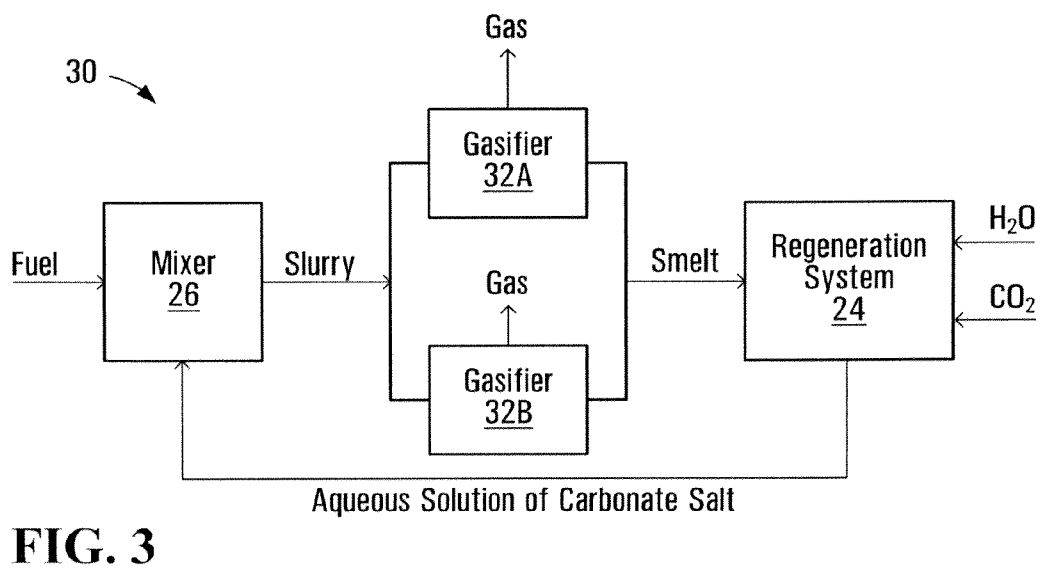 Gas
30
Gasifier
32A
Fuel
Mixer
26
Slurry
Gas
Gasifier
32B
Smelt
Regeneration
System
24
H₂O
CO₂
Aqueous Solution of Carbonate Salt
FIG. 3